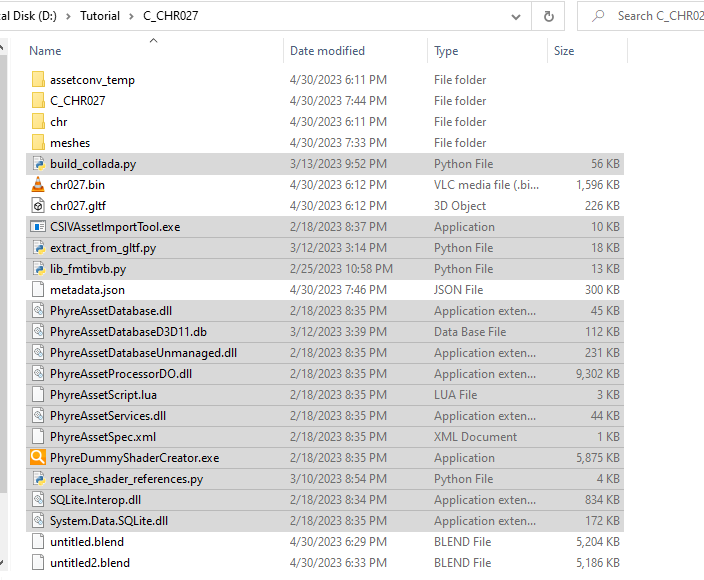 al Disk (D:) > Tutorial > C_CHR027 Search C_CHR02
Name Date modified Type Size
assetconv_temp 4/30/2023 6:11 PM File folder
C_CHR027 4/30/2023 7:44 PM File folder
chr 4/30/2023 6:11 PM File folder
meshes 4/30/2023 7:33 PM File folder
build_collada.py 3/13/2023 9:52 PM Python File 56 KB
chr027.bin 4/30/2023 6:12 PM VLC media file (.bi... 1,596 KB
chr027.gltf 4/30/2023 6:12 PM 3D Object 226 KB
CSIVAssetImportTool.exe 2/18/2023 8:37 PM Application 10 KB
extract_from_gltf.py 3/12/2023 3:14 PM Python File 18 KB
lib_fmtibvb.py 2/25/2023 10:58 PM Python File 13 KB
metadata.json 4/30/2023 7:46 PM JSON File 300 KB
PhyreAssetDatabase.dll 2/18/2023 8:35 PM Application exten... 45 KB
PhyreAssetDatabaseD3D11.db 3/12/2023 3:39 PM Data Base File 112 KB
PhyreAssetDatabaseUnmanaged.dll 2/18/2023 8:35 PM Application exten... 231 KB
PhyreAssetProcessorDO.dll 2/18/2023 8:35 PM Application exten... 9,302 KB
PhyreAssetScript.lua 2/18/2023 8:35 PM LUA File 3 KB
PhyreAssetServices.dll 2/18/2023 8:35 PM Application exten... 44 KB
PhyreAssetSpec.xml 2/18/2023 8:35 PM XML Document 1 KB
PhyreDummyShaderCreator.exe 2/18/2023 8:35 PM Application 5,875 KB
replace_shader_references.py 3/10/2023 8:54 PM Python File 4 KB
SQLite.Interop.dll 2/18/2023 8:34 PM Application exten... 834 KB
System.Data.SQLite.dll 2/18/2023 8:35 PM Application exten... 172 KB
untitled.blend 4/30/2023 6:29 PM BLEND File 5,204 KB
untitled2.blend 4/30/2023 6:33 PM BLEND File 5,186 KB